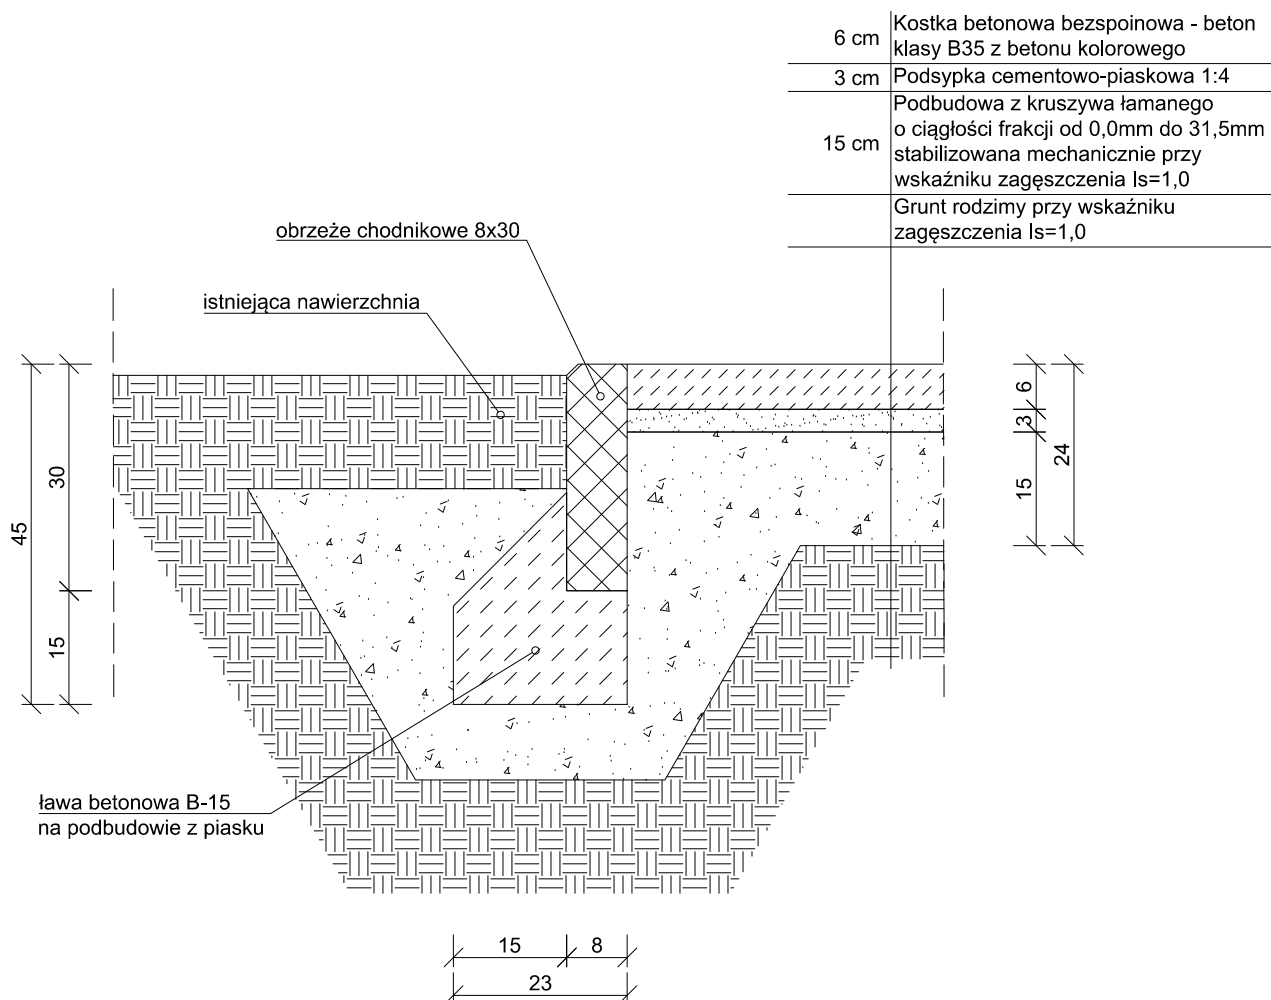 6 cm
Kostka betonowa bezspoinowa - beton
klasy B35 z betonu kolorowego
3 cm
Podsypka cementowo-piaskowa 1:4
15 cm
Podbudowa z kruszywa łamanego
o ciągłości frakcji od 0,0mm do 31,5mm
stabilizowana mechanicznie przy
wskaźniku zagęszczenia Is=1,0
Grunt rodzimy przy wskaźniku
zagęszczenia Is=1,0
obrzeże chodnikowe 8x30
istniejąca nawierzchnia
45
30
15
6
3
15
24
ława betonowa B-15
na podbudowie z piasku
15
8
23